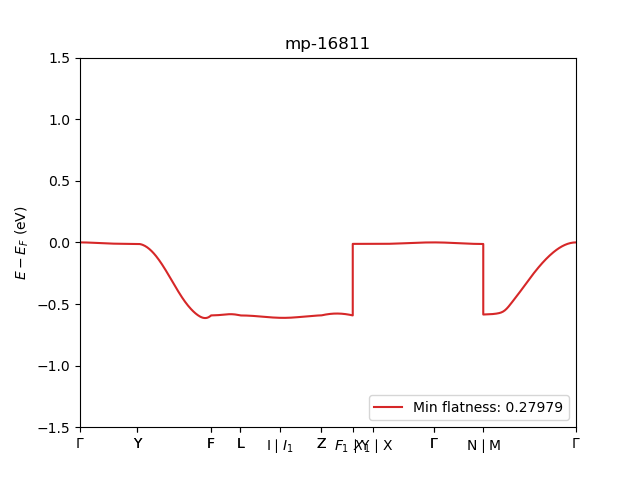 mp-16811
E − E_F (eV)
1.5
1.0
0.5
0.0
−0.5
−1.0
−1.5
Min flatness: 0.27979
Γ Y F L I | I₁ Z F₁ | Y X₁ | X Γ N | M Γ